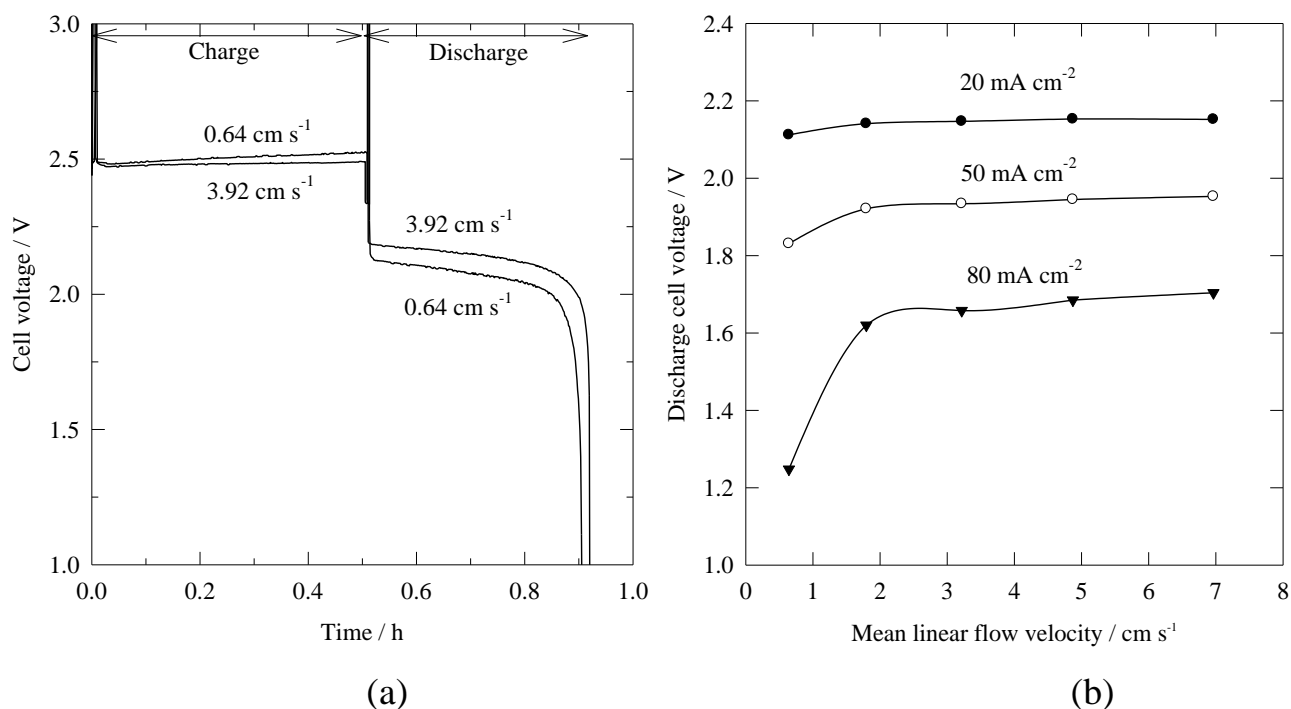 3.0
Charge
Discharge
0.64 cm s⁻¹
2.5
3.92 cm s⁻¹
3.92 cm s⁻¹
2.0
0.64 cm s⁻¹
1.5
1.0
0.0 0.2 0.4 0.6 0.8 1.0
Cell voltage / V
Time / h
(a)
2.4
20 mA cm⁻²
2.2
50 mA cm⁻²
2.0
1.8
80 mA cm⁻²
1.6
1.4
1.2
1.0
0 1 2 3 4 5 6 7 8
Discharge cell voltage / V
Mean linear flow velocity / cm s⁻¹
(b)